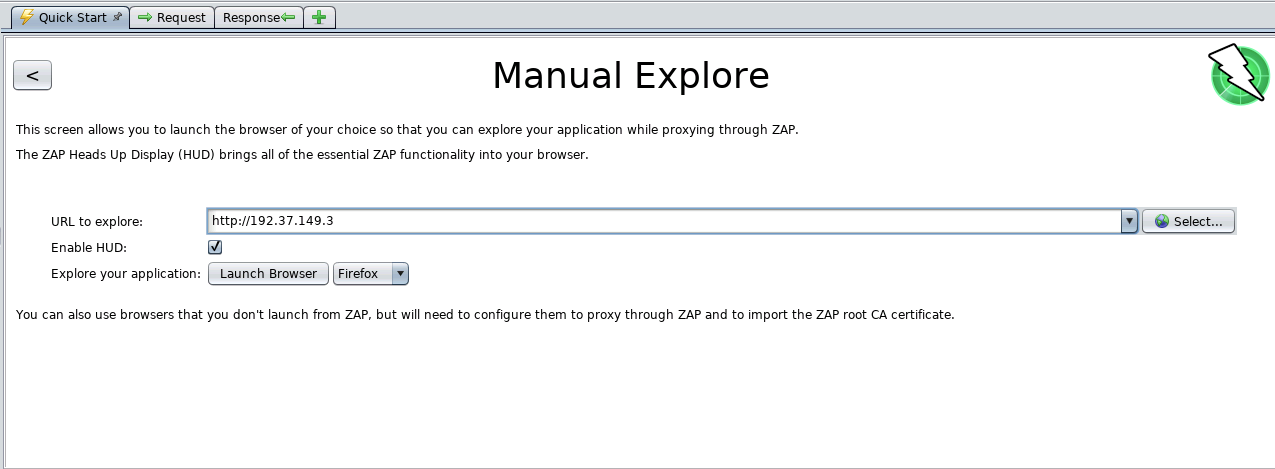 Quick Start Request Response
<
Manual Explore
This screen allows you to launch the browser of your choice so that you can explore your application while proxying through ZAP.
The ZAP Heads Up Display (HUD) brings all of the essential ZAP functionality into your browser.
URL to explore: http://192.37.149.3 Select...
Enable HUD:
Explore your application: Launch Browser Firefox
You can also use browsers that you don't launch from ZAP, but will need to configure them to proxy through ZAP and to import the ZAP root CA certificate.